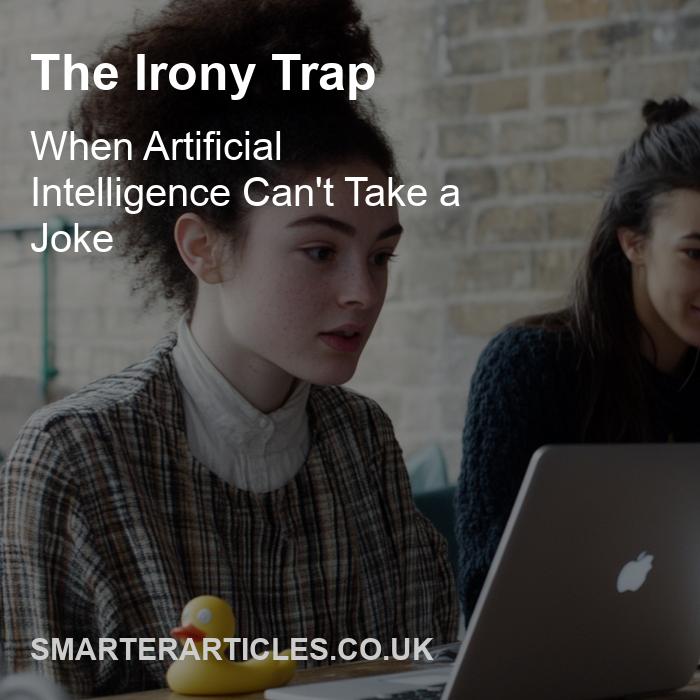 The Irony Trap
When Artificial
Intelligence Can't Take a
Joke
SMARTERARTICLES.CO.UK